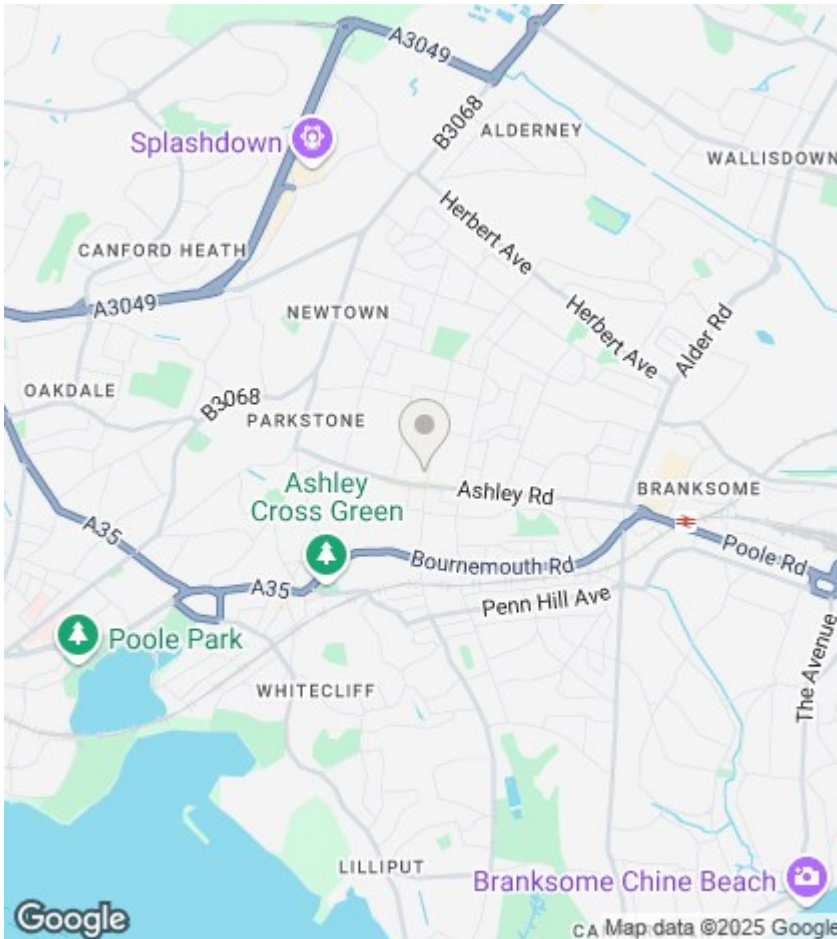 A3049
A3049
B3068
ALDERNEY
Splashdown
WALLISDOWN
Herbert Ave
CANFORD HEATH
A3049
NEWTOWN
Herbert Ave
Alder Rd
OAKDALE
B3068
PARKSTONE
Ashley
Cross Green
Ashley Rd
BRANKSOME
A35
Bournemouth Rd
Poole Rd
A35
Penn Hill Ave
Poole Park
The Avenue
WHITECLIFF
LILLIPUT
Branksome Chine Beach
Google
CA
Map data ©2025 Google